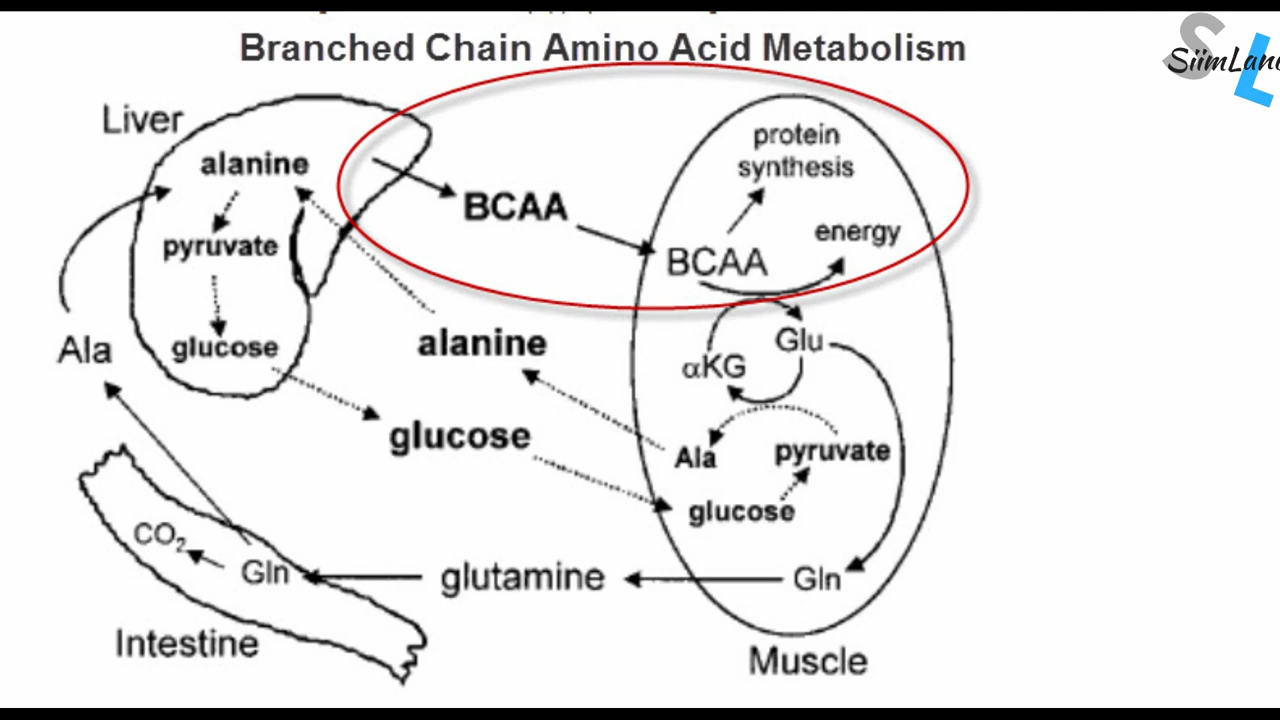 Branched Chain Amino Acid Metabolism
S
L
SiimLand
Liver
alanine
pyruvate
glucose
Ala
BCAA
protein
synthesis
energy
BCAA
αKG
Glu
alanine
glucose
Ala
pyruvate
glucose
CO₂
Gln
glutamine
Gln
Intestine
Muscle